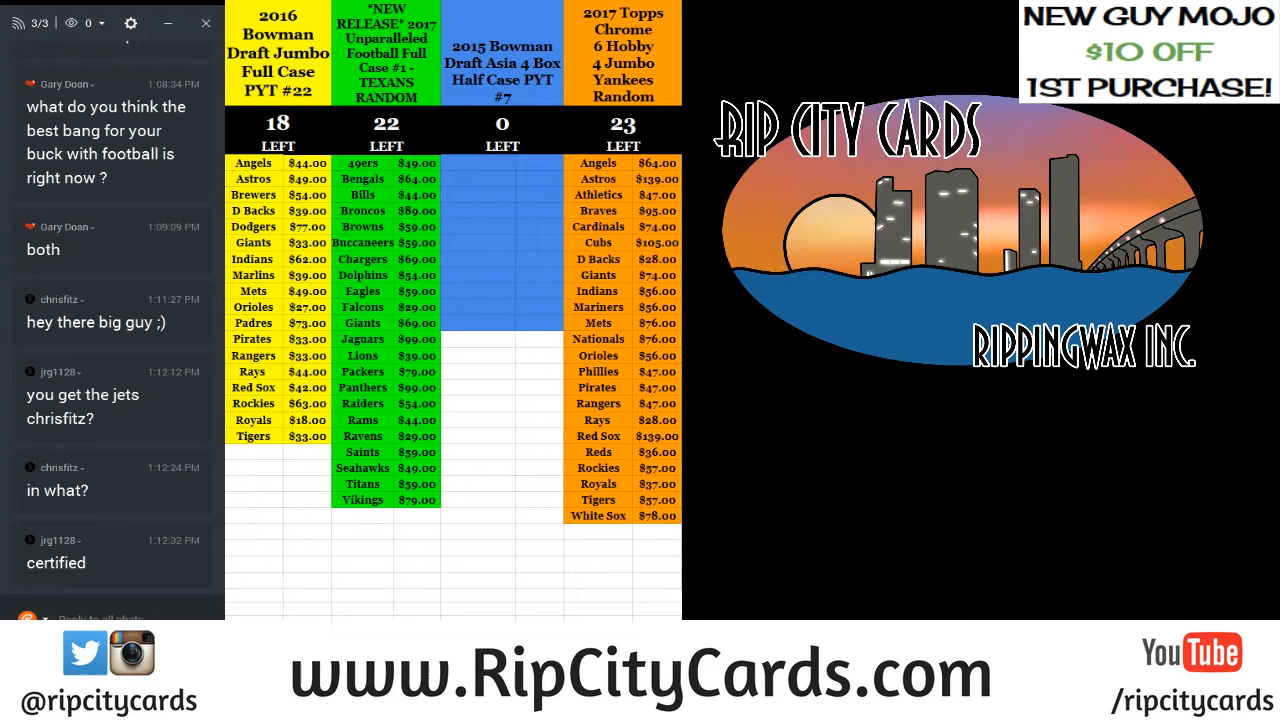 3/3 | 0
Gary Doan 1:08:34 PM
what do you think the
best bang for your
buck with football is
right now ?
Gary Doan 1:09:09 PM
both
chrisfitz 1:11:27 PM
hey there big guy ;)
jrg1128 1:12:12 PM
you get the jets
chrisfitz?
chrisfitz 1:12:24 PM
in what?
jrg1128 1:12:32 PM
certified
Reply to all chats
2016
Bowman
Draft Jumbo
Full Case
PYT #22
18
LEFT
Angels $44.00
Astros $49.00
Brewers $54.00
D Backs $39.00
Dodgers $77.00
Giants $33.00
Indians $62.00
Marlins $39.00
Mets $49.00
Orioles $27.00
Padres $73.00
Pirates $33.00
Rangers $33.00
Rays $44.00
Red Sox $42.00
Rockies $63.00
Royals $18.00
Tigers $33.00
*NEW
RELEASE* 2017
Unparalleled
Football Full
Case #1 -
TEXANS
RANDOM
22
LEFT
49ers $49.00
Bengals $64.00
Bills $44.00
Broncos $89.00
Browns $59.00
Buccaneers $59.00
Chargers $69.00
Dolphins $54.00
Eagles $59.00
Falcons $29.00
Giants $69.00
Jaguars $99.00
Lions $39.00
Packers $79.00
Panthers $99.00
Raiders $54.00
Rams $44.00
Ravens $29.00
Saints $59.00
Seahawks $49.00
Titans $59.00
Vikings $79.00
2015 Bowman
Draft Asia 4 Box
Half Case PYT
#7
0
LEFT
2017 Topps
Chrome
6 Hobby
4 Jumbo
Yankees
Random
23
LEFT
Angels $64.00
Astros $139.00
Athletics $47.00
Braves $95.00
Cardinals $74.00
Cubs $105.00
D Backs $28.00
Giants $74.00
Indians $56.00
Mariners $56.00
Mets $76.00
Nationals $76.00
Orioles $56.00
Phillies $47.00
Pirates $47.00
Rangers $47.00
Rays $28.00
Red Sox $139.00
Reds $36.00
Rockies $57.00
Royals $37.00
Tigers $57.00
White Sox $78.00
NEW GUY MOJO
$10 OFF
1ST PURCHASE!
RIP CITY CARDS
RIPPINGWAX INC.
@ripcitycards
www.RipCityCards.com
YouTube
/ripcitycards